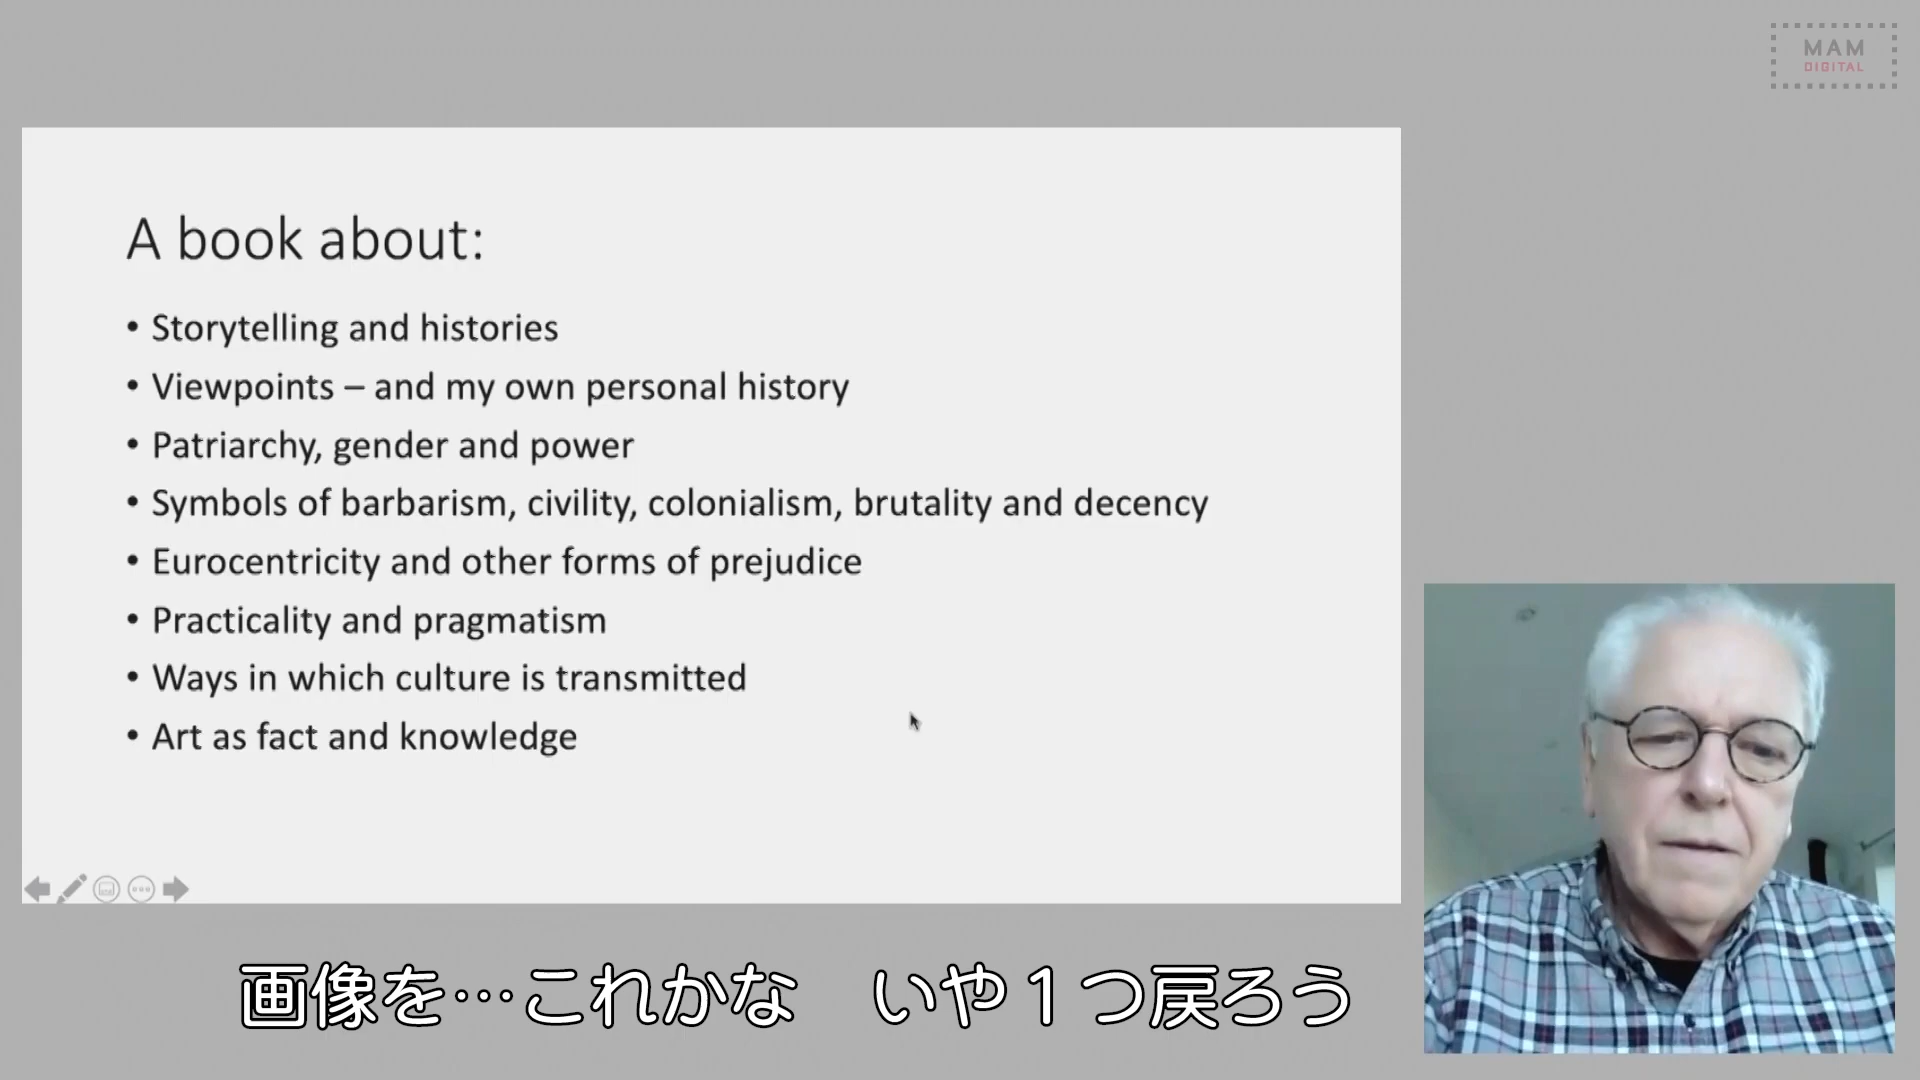 MAM
DIGITAL
A book about:
• Storytelling and histories
• Viewpoints – and my own personal history
• Patriarchy, gender and power
• Symbols of barbarism, civility, colonialism, brutality and decency
• Eurocentricity and other forms of prejudice
• Practicality and pragmatism
• Ways in which culture is transmitted
• Art as fact and knowledge
画像を…これかな　いや１つ戻ろう